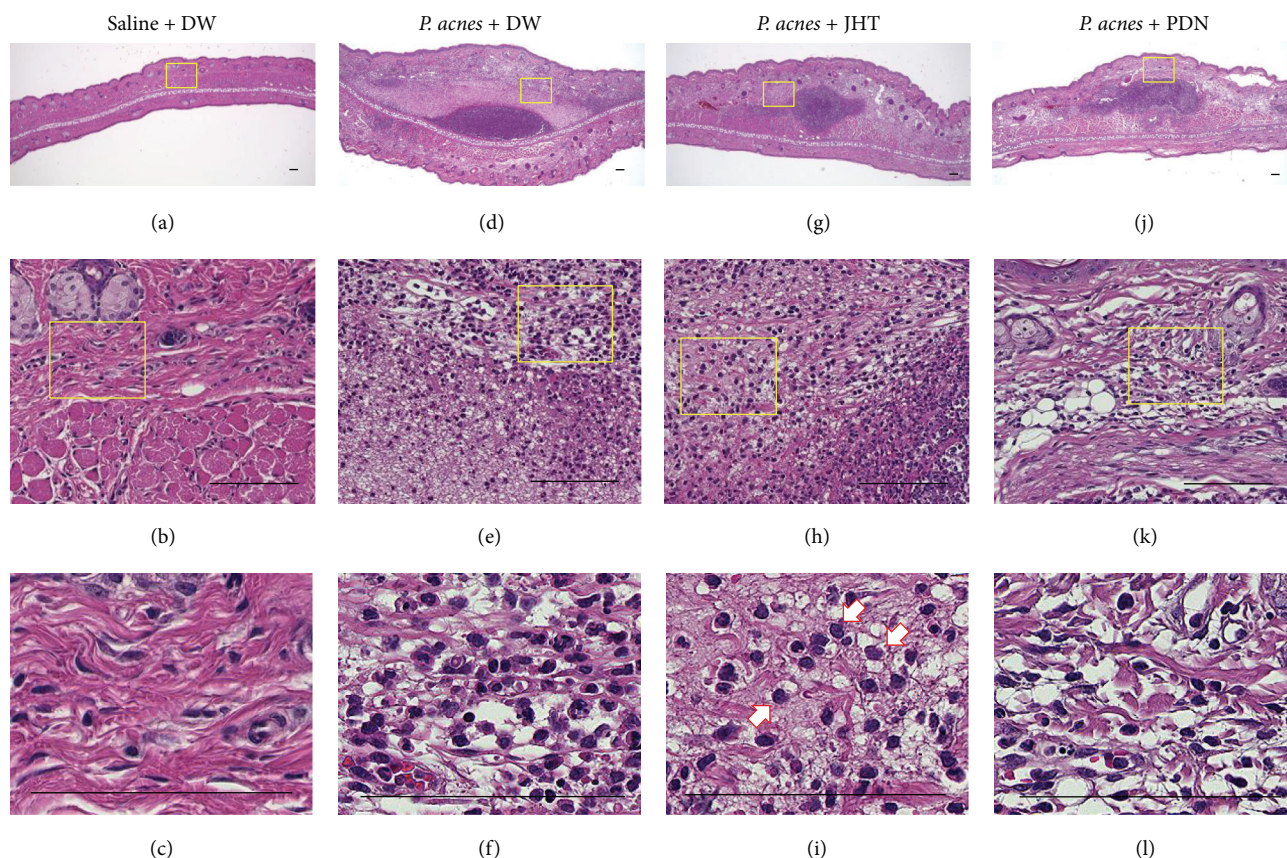 Saline + DW
P. acnes + DW
P. acnes + JHT
P. acnes + PDN
(a)
(d)
(g)
(j)
(b)
(e)
(h)
(k)
(c)
(f)
(i)
(l)